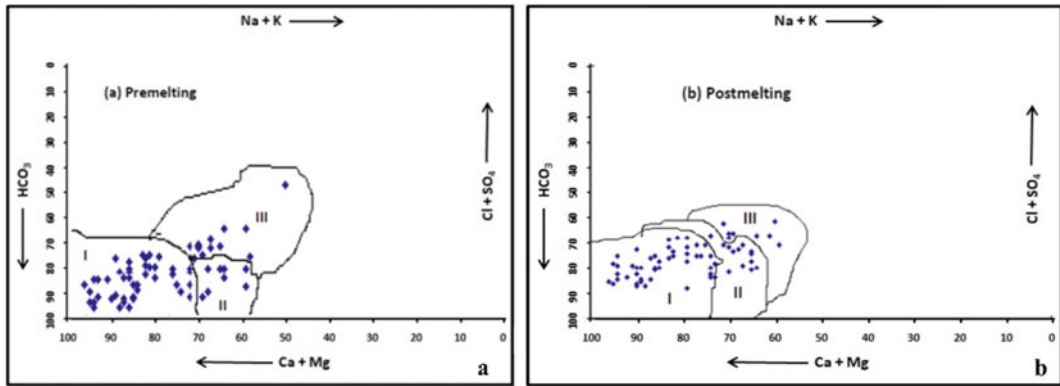 Na + K
(a) Premelting
0 10 20 30 40 50 60 70 80 90 100
HCO₃
Cl + SO₄
III
I
II
100 90 80 70 60 50 40 30 20 10 0
Ca + Mg
a
Na + K
(b) Postmelting
0 10 20 30 40 50 60 70 80 90 100
HCO₃
Cl + SO₄
III
I
II
100 90 80 70 60 50 40 30 20 10 0
Ca + Mg
b